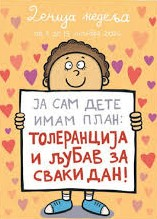 Дечија недеља
ЈА САМ ДЕТЕ
ИМАМ ПЛАН:
ТОЛЕРАНЦИЈА
И ЉУБАВ ЗА
СВАКИ ДАН!